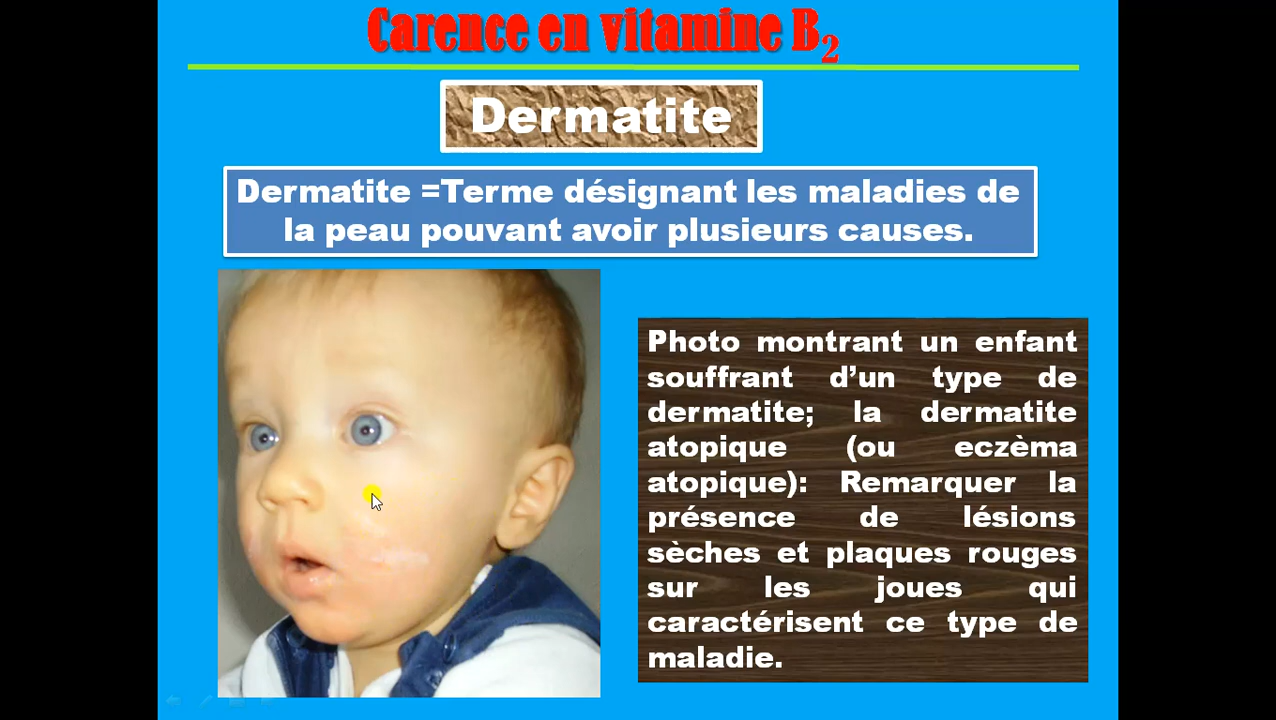 Carence en vitamine B₂
Dermatite
Dermatite =Terme désignant les maladies de
la peau pouvant avoir plusieurs causes.
Photo montrant un enfant
souffrant d’un type de
dermatite; la dermatite
atopique (ou eczèma
atopique): Remarquer la
présence de lésions
sèches et plaques rouges
sur les joues qui
caractérisent ce type de
maladie.